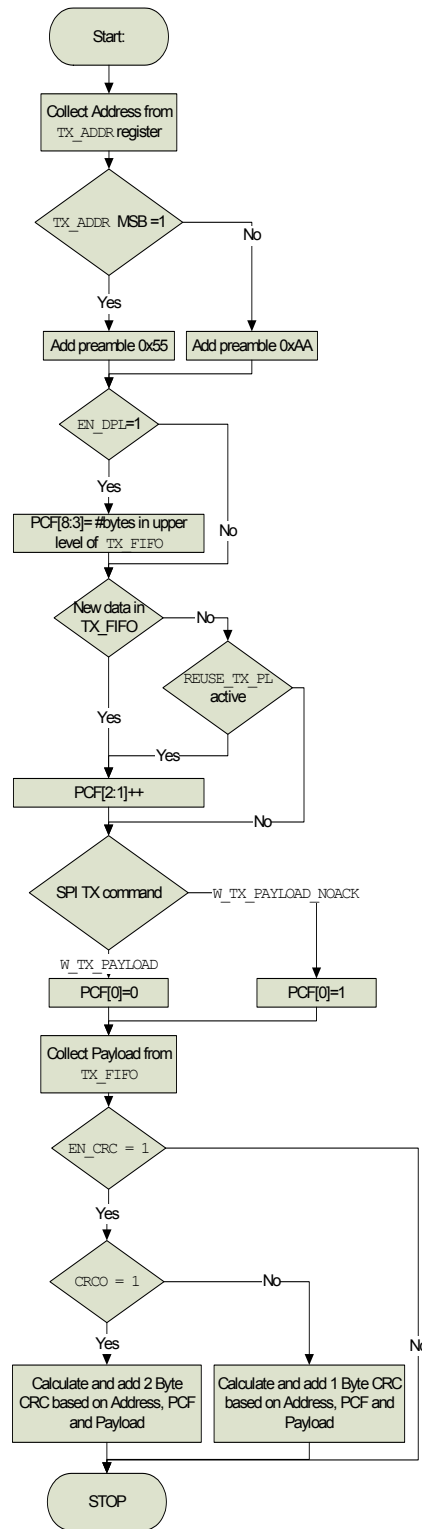 Start:
Collect Address from
TX_ADDR register
TX_ADDR MSB =1
No
Yes
Add preamble 0x55
Add preamble 0xAA
EN_DPL=1
Yes
No
PCF[8:3]= #bytes in upper
level of TX_FIFO
New data in
TX_FIFO
No
REUSE_TX_PL
active
Yes
Yes
PCF[2:1]++
No
SPI TX command
W_TX_PAYLOAD_NOACK
W_TX_PAYLOAD
PCF[0]=0
PCF[0]=1
Collect Payload from
TX_FIFO
EN_CRC = 1
Yes
CRCO = 1
No
Yes
No
Calculate and add 2 Byte
CRC based on Address, PCF
and Payload
Calculate and add 1 Byte CRC
based on Address, PCF and
Payload
STOP